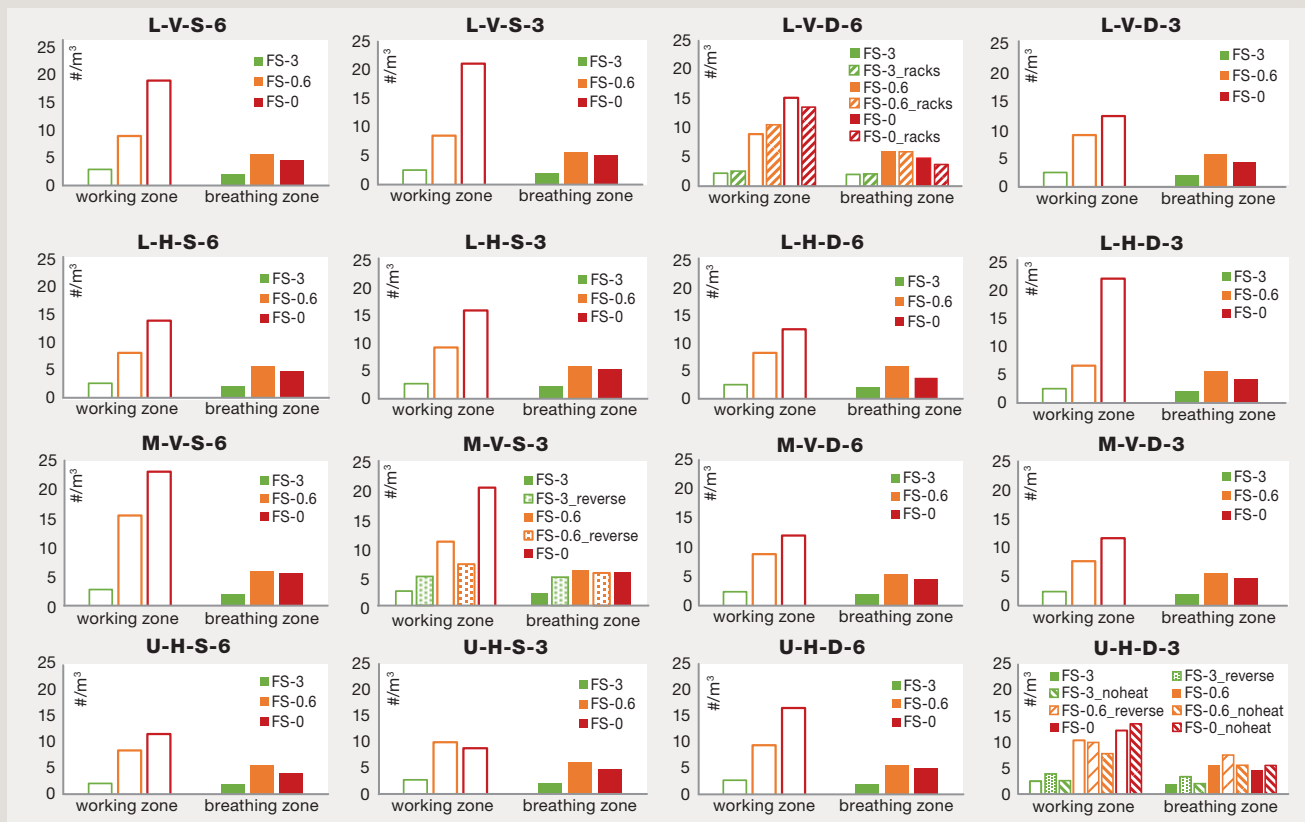 L-V-S-6
25
20
15
10
5
0
#/m³
FS-3
FS-0.6
FS-0
working zone
breathing zone
L-V-S-3
25
20
15
10
5
0
#/m³
FS-3
FS-0.6
FS-0
working zone
breathing zone
L-V-D-6
25
20
15
10
5
0
#/m³
FS-3
FS-3_racks
FS-0.6
FS-0.6_racks
FS-0
FS-0_racks
working zone
breathing zone
L-V-D-3
25
20
15
10
5
0
#/m³
FS-3
FS-0.6
FS-0
working zone
breathing zone
L-H-S-6
25
20
15
10
5
0
#/m³
FS-3
FS-0.6
FS-0
working zone
breathing zone
L-H-S-3
25
20
15
10
5
0
#/m³
FS-3
FS-0.6
FS-0
working zone
breathing zone
L-H-D-6
25
20
15
10
5
0
#/m³
FS-3
FS-0.6
FS-0
working zone
breathing zone
L-H-D-3
25
20
15
10
5
0
#/m³
FS-3
FS-0.6
FS-0
working zone
breathing zone
M-V-S-6
25
20
15
10
5
0
#/m³
FS-3
FS-0.6
FS-0
working zone
breathing zone
M-V-S-3
25
20
15
10
5
0
#/m³
FS-3
FS-3_reverse
FS-0.6
FS-0.6_reverse
FS-0
working zone
breathing zone
M-V-D-6
25
20
15
10
5
0
#/m³
FS-3
FS-0.6
FS-0
working zone
breathing zone
M-V-D-3
25
20
15
10
5
0
#/m³
FS-3
FS-0.6
FS-0
working zone
breathing zone
U-H-S-6
25
20
15
10
5
0
#/m³
FS-3
FS-0.6
FS-0
working zone
breathing zone
U-H-S-3
25
20
15
10
5
0
#/m³
FS-3
FS-0.6
FS-0
working zone
breathing zone
U-H-D-6
25
20
15
10
5
0
#/m³
FS-3
FS-0.6
FS-0
working zone
breathing zone
U-H-D-3
25
20
15
10
5
0
#/m³
FS-3
FS-3_reverse
FS-3_noheat
FS-0.6
FS-0.6_reverse
FS-0.6_noheat
FS-0
FS-0_noheat
working zone
breathing zone